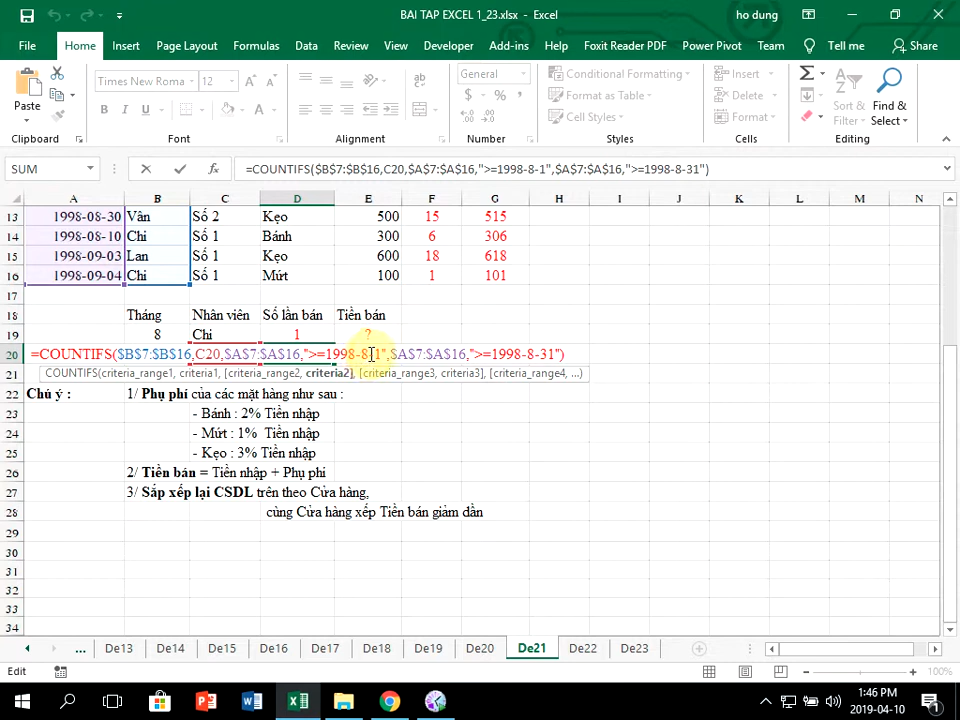 BAI TAP EXCEL 1_23.xlsx - Excel
ho dung
File Home Insert Page Layout Formulas Data Review View Developer Add-ins Help Foxit Reader PDF Power Pivot Team Tell me Share
Paste
Times New Roma 12
General
Conditional Formatting
Format as Table
Cell Styles
Insert
Delete
Format
Sort & Filter
Find & Select
Clipboard Font Alignment Number Styles Cells Editing
SUM =COUNTIFS($B$7:$B$16,C20,$A$7:$A$16,">=1998-8-1",$A$7:$A$16,">=1998-8-31")
A B C D E F G H I J K L M N
13 1998-08-30 Vân Số 2 Kẹo 500 15 515
14 1998-08-10 Chi Số 1 Bánh 300 6 306
15 1998-09-03 Lan Số 1 Kẹo 600 18 618
16 1998-09-04 Chi Số 1 Mứt 100 1 101
17
18 Tháng Nhân viên Số lần bán Tiền bán
19 8 Chi 1 ?
20 =COUNTIFS($B$7:$B$16,C20,$A$7:$A$16,">=1998-8-1",$A$7:$A$16,">=1998-8-31")
21 COUNTIFS(criteria_range1, criteria1, [criteria_range2, criteria2], [criteria_range3, criteria3], [criteria_range4, ...)
22 Chú ý : 1/ Phụ phí của các mặt hàng như sau :
23 - Bánh : 2% Tiền nhập
24 - Mứt : 1% Tiền nhập
25 - Kẹo : 3% Tiền nhập
26 2/ Tiền bán = Tiền nhập + Phụ phí
27 3/ Sắp xếp lại CSDL trên theo Cửa hàng,
28 cùng Cửa hàng xếp Tiền bán giảm dần
29
30
31
32
33
34
... De13 De14 De15 De16 De17 De18 De19 De20 De21 De22 De23
Edit 100%
1:46 PM
2019-04-10